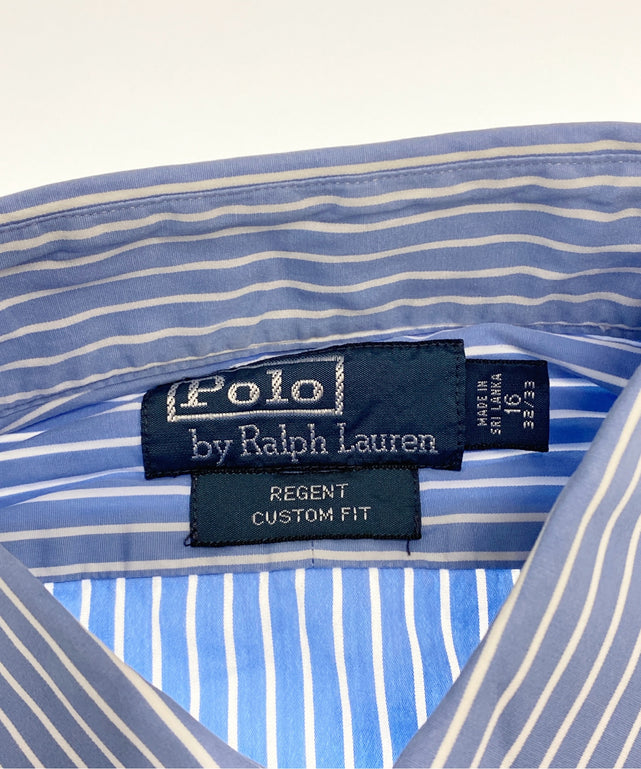 Polo
by Ralph Lauren
REGENT
CUSTOM FIT
MADE IN
SRI LANKA
16
32/33